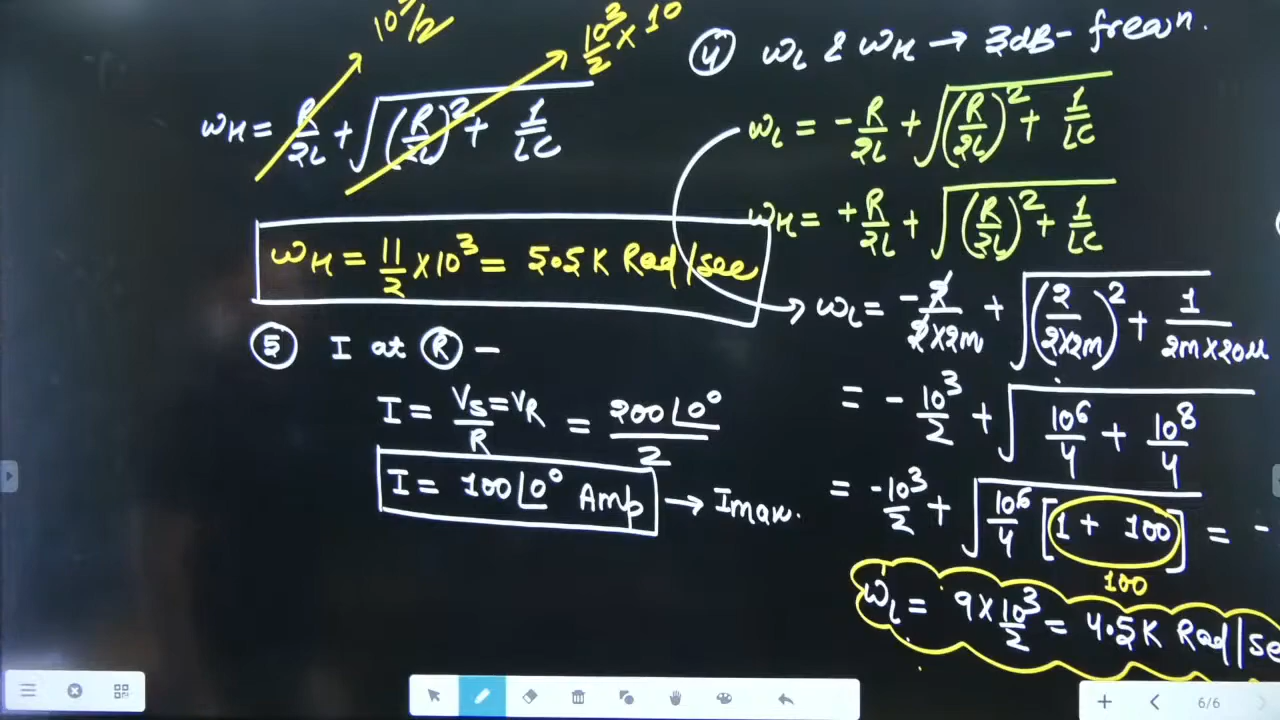 10³/2
10³/2 × 10
ωH = R/2L + √((R/2L)² + 1/LC)
ωH = 11/2 × 10³ = 5.5K Rad/sec
⑤ I at Ⓡ −
I = Vs = VR / R = 200∠0° / 2
I = 100∠0° Amp → Imax.
④ ωL & ωH → 3dB- freqn.
ωL = -R/2L + √((R/2L)² + 1/LC)
ωH = +R/2L + √((R/2L)² + 1/LC)
ωL = -2/2×2m + √((2/2×2m)² + 1/2m×20μ)
= - 10³/2 + √(10⁶/4 + 10⁸/4)
= -10³/2 + √(10⁶/4 [1 + 100]) = -
100
ωL = 9 × 10³/2 = 4.5K Rad/se
6/6